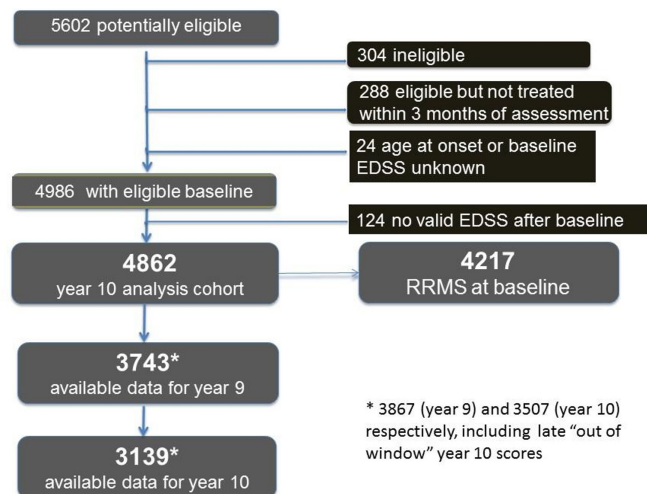 5602 potentially eligible
304 ineligible
288 eligible but not treated
within 3 months of assessment
24 age at onset or baseline
EDSS unknown
4986 with eligible baseline
124 no valid EDSS after baseline
4862
year 10 analysis cohort
4217
RRMS at baseline
3743*
available data for year 9
* 3867 (year 9) and 3507 (year 10)
respectively, including late “out of
window” year 10 scores
3139*
available data for year 10